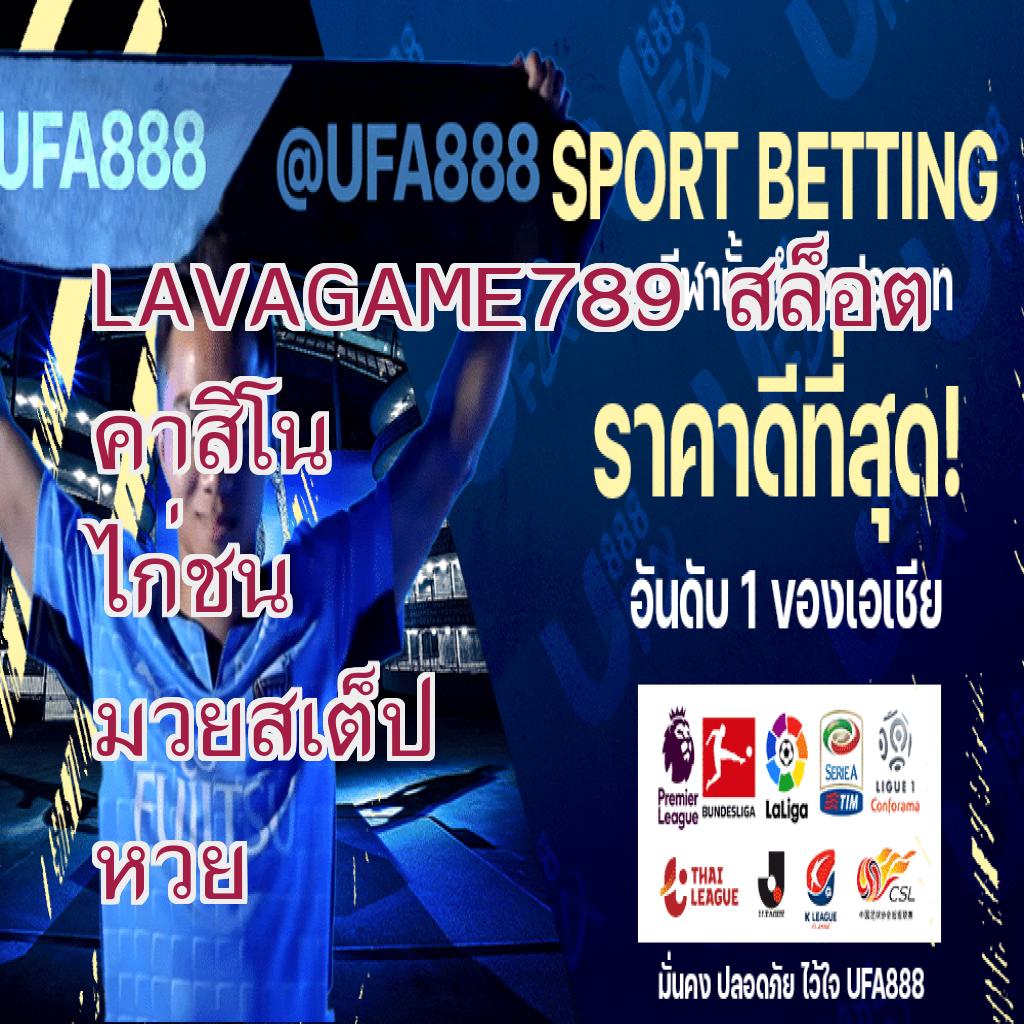 UFA888
@UFA888
SPORT BETTING
LAVAGAME789 สล็อต
คาสิโน
ไก่ชน
มวยสเต็ป
หวย
ราคาดีที่สุด!
อันดับ 1 ของเอเชีย
FUJITSU
Premier League
BUNDESLIGA
LaLiga
SERIE A
TIM
LIGUE 1
Conforama
THAI LEAGUE
J.LEAGUE
K LEAGUE
CSL
มั่นคง ปลอดภัย ไว้ใจ UFA888